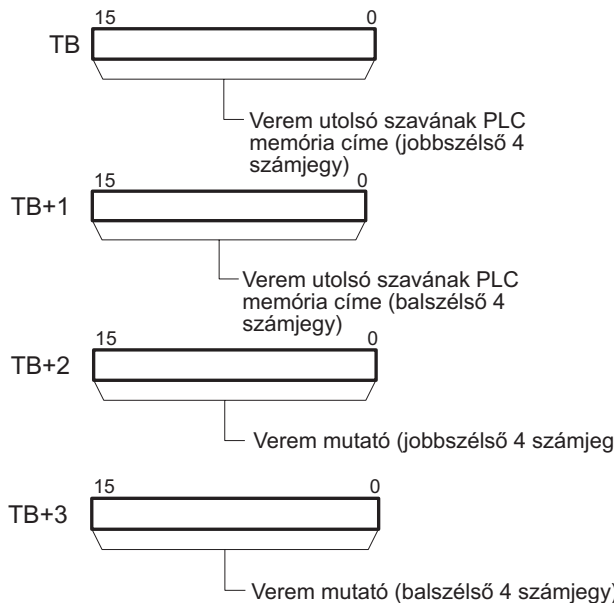 15 0
TB
Verem utolsó szavának PLC
memória címe (jobbszélső 4
számjegy)
15 0
TB+1
Verem utolsó szavának PLC
memória címe (balszélső 4
számjegy)
15 0
TB+2
Verem mutató (jobbszélső 4 számjeg
15 0
TB+3
Verem mutató (balszélső 4 számjegy)